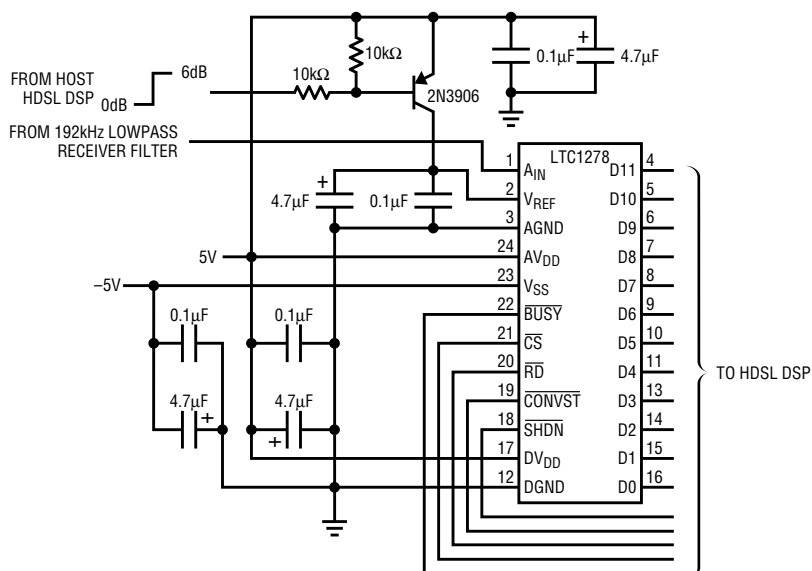 10kΩ
0.1µF
4.7µF
+
10kΩ
2N3906
FROM HOST
HDSL DSP
6dB
0dB
FROM 192kHz LOWPASS
RECEIVER FILTER
LTC1278
4.7µF
+
0.1µF
5V
–5V
0.1µF
0.1µF
4.7µF
+
4.7µF
+
1 AIN
2 VREF
3 AGND
24 AVDD
23 VSS
22 BUSY
21 CS
20 RD
19 CONVST
18 SHDN
17 DVDD
12 DGND
D11 4
D10 5
D9 6
D8 7
D7 8
D6 9
D5 10
D4 11
D3 13
D2 14
D1 15
D0 16
TO HDSL DSP